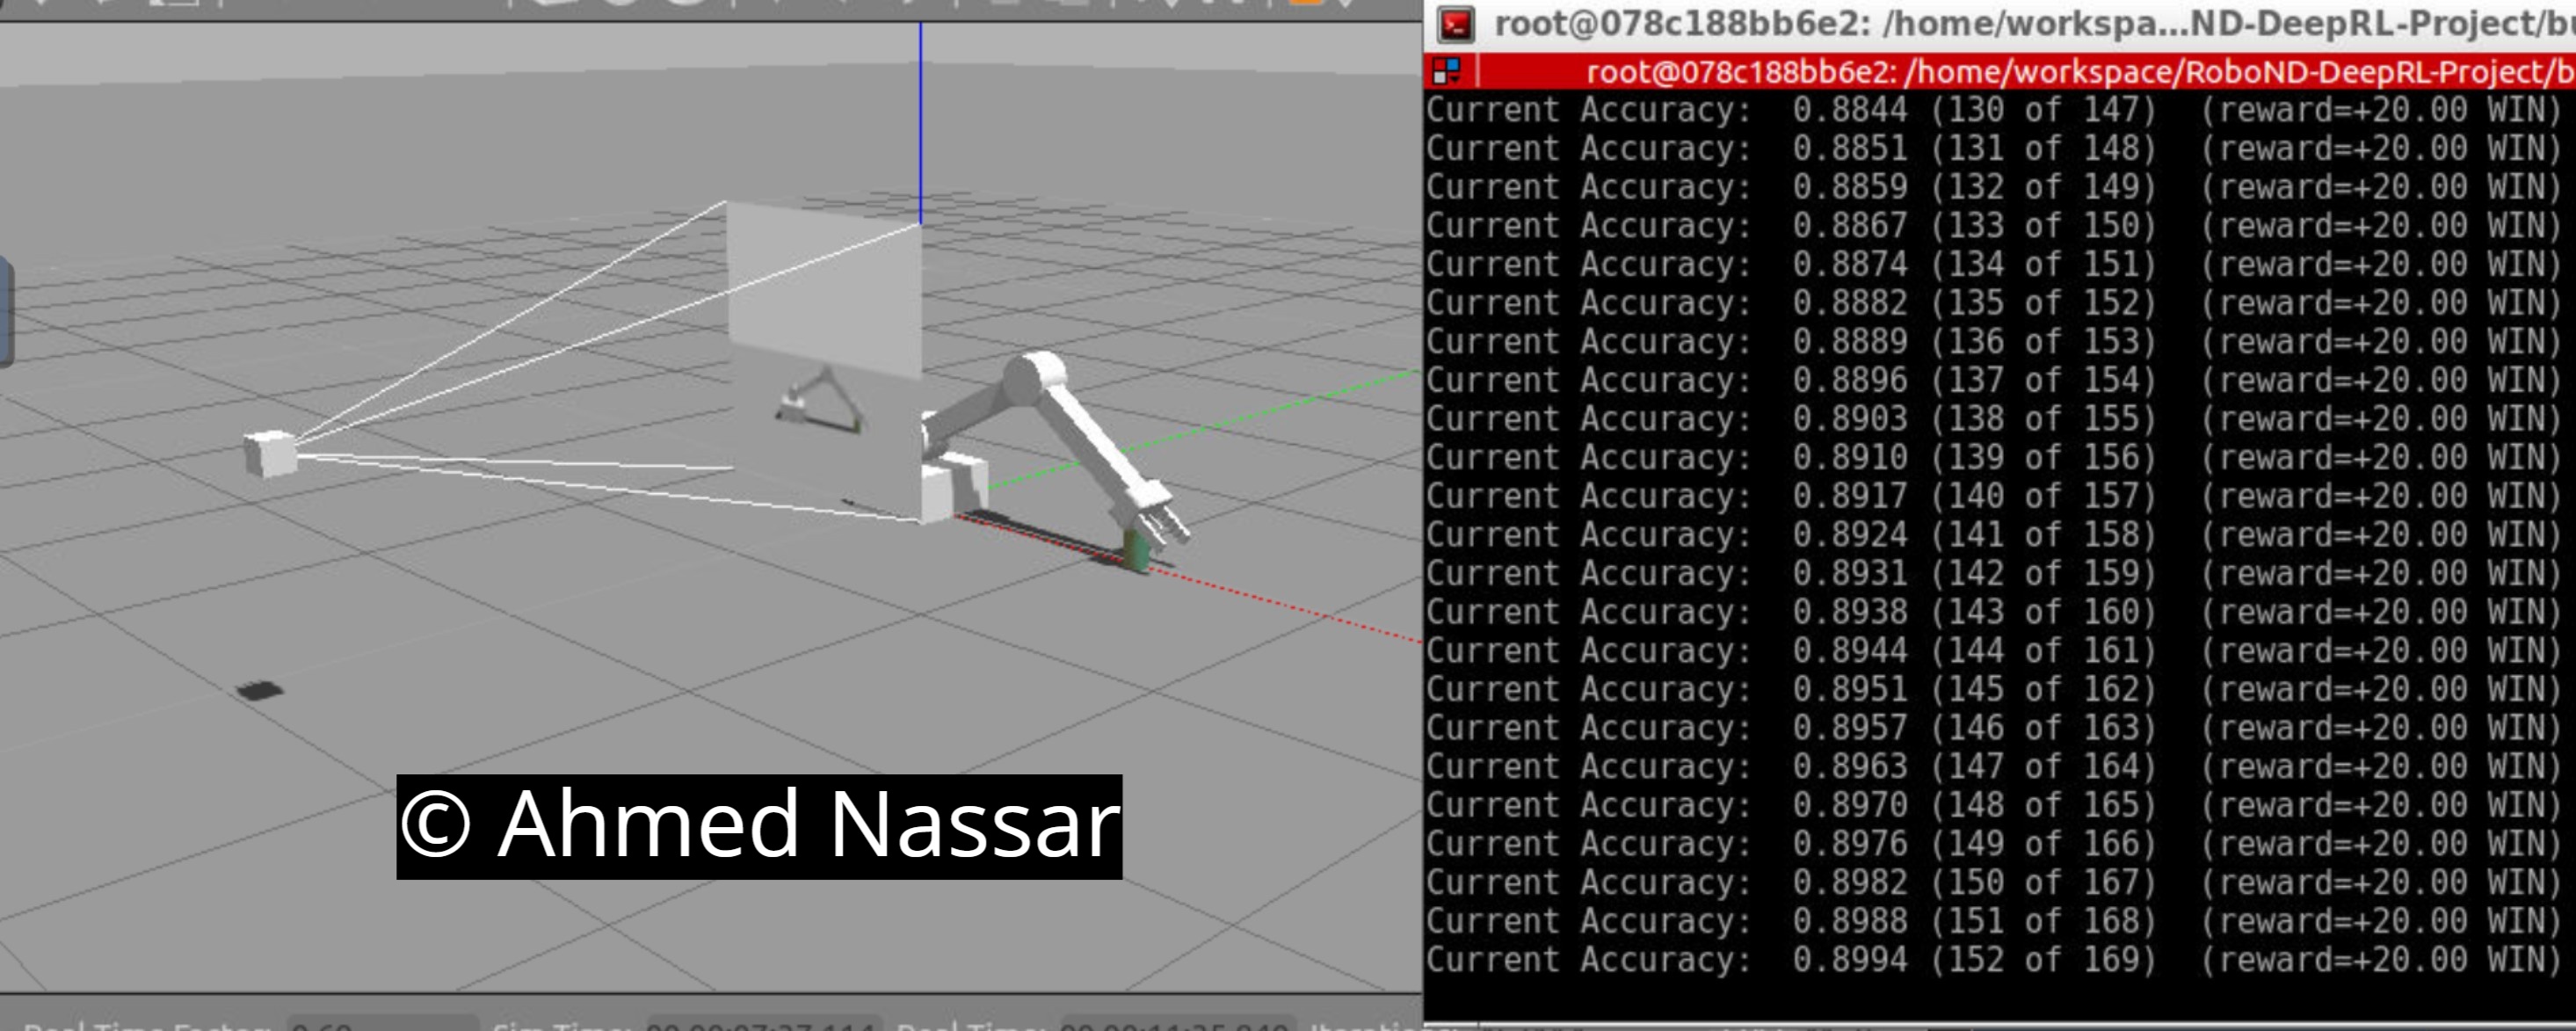 root@078c188bb6e2: /home/workspa...ND-DeepRL-Project/bu
root@078c188bb6e2: /home/workspace/RoboND-DeepRL-Project/b
Current Accuracy: 0.8844 (130 of 147) (reward=+20.00 WIN)
Current Accuracy: 0.8851 (131 of 148) (reward=+20.00 WIN)
Current Accuracy: 0.8859 (132 of 149) (reward=+20.00 WIN)
Current Accuracy: 0.8867 (133 of 150) (reward=+20.00 WIN)
Current Accuracy: 0.8874 (134 of 151) (reward=+20.00 WIN)
Current Accuracy: 0.8882 (135 of 152) (reward=+20.00 WIN)
Current Accuracy: 0.8889 (136 of 153) (reward=+20.00 WIN)
Current Accuracy: 0.8896 (137 of 154) (reward=+20.00 WIN)
Current Accuracy: 0.8903 (138 of 155) (reward=+20.00 WIN)
Current Accuracy: 0.8910 (139 of 156) (reward=+20.00 WIN)
Current Accuracy: 0.8917 (140 of 157) (reward=+20.00 WIN)
Current Accuracy: 0.8924 (141 of 158) (reward=+20.00 WIN)
Current Accuracy: 0.8931 (142 of 159) (reward=+20.00 WIN)
Current Accuracy: 0.8938 (143 of 160) (reward=+20.00 WIN)
Current Accuracy: 0.8944 (144 of 161) (reward=+20.00 WIN)
Current Accuracy: 0.8951 (145 of 162) (reward=+20.00 WIN)
Current Accuracy: 0.8957 (146 of 163) (reward=+20.00 WIN)
Current Accuracy: 0.8963 (147 of 164) (reward=+20.00 WIN)
Current Accuracy: 0.8970 (148 of 165) (reward=+20.00 WIN)
Current Accuracy: 0.8976 (149 of 166) (reward=+20.00 WIN)
Current Accuracy: 0.8982 (150 of 167) (reward=+20.00 WIN)
Current Accuracy: 0.8988 (151 of 168) (reward=+20.00 WIN)
Current Accuracy: 0.8994 (152 of 169) (reward=+20.00 WIN)
© Ahmed Nassar
Real Time Factor: Sim Time: Real Time: